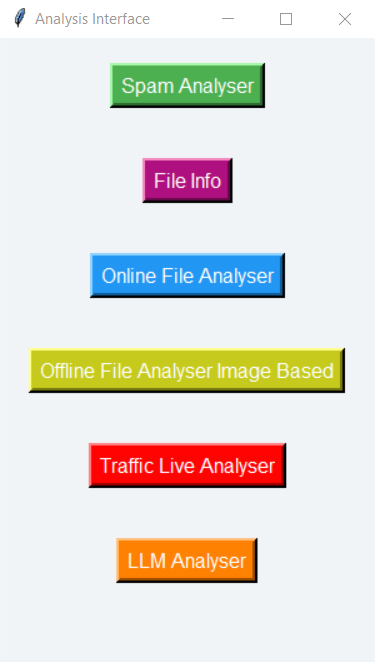 Analysis Interface
Spam Analyser
File Info
Online File Analyser
Offline File Analyser Image Based
Traffic Live Analyser
LLM Analyser